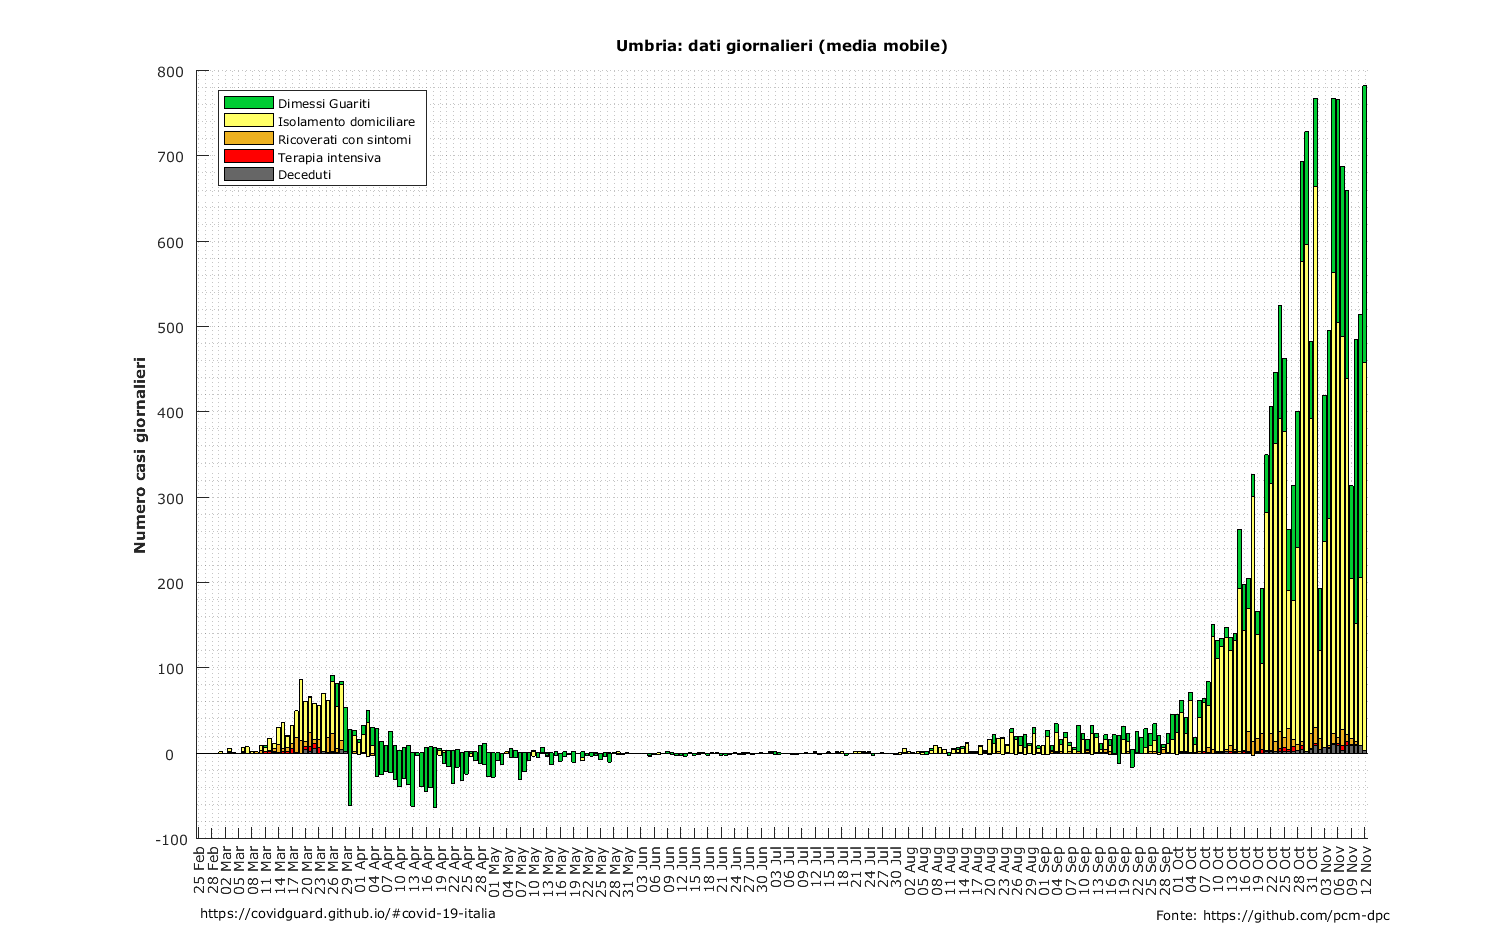 Umbria: dati giornalieri (media mobile)
800
700
600
500
400
300
200
100
0
-100
Numero casi giornalieri
Dimessi Guariti
Isolamento domiciliare
Ricoverati con sintomi
Terapia intensiva
Deceduti
25 Feb
28 Feb
02 Mar
05 Mar
08 Mar
11 Mar
14 Mar
17 Mar
20 Mar
23 Mar
26 Mar
29 Mar
01 Apr
04 Apr
07 Apr
10 Apr
13 Apr
16 Apr
19 Apr
22 Apr
25 Apr
28 Apr
01 May
04 May
07 May
10 May
13 May
16 May
19 May
22 May
25 May
28 May
31 May
03 Jun
06 Jun
09 Jun
12 Jun
15 Jun
18 Jun
21 Jun
24 Jun
27 Jun
30 Jun
03 Jul
06 Jul
09 Jul
12 Jul
15 Jul
18 Jul
21 Jul
24 Jul
27 Jul
30 Jul
02 Aug
05 Aug
08 Aug
11 Aug
14 Aug
17 Aug
20 Aug
23 Aug
26 Aug
29 Aug
01 Sep
04 Sep
07 Sep
10 Sep
13 Sep
16 Sep
19 Sep
22 Sep
25 Sep
28 Sep
01 Oct
04 Oct
07 Oct
10 Oct
13 Oct
16 Oct
19 Oct
22 Oct
25 Oct
28 Oct
31 Oct
03 Nov
06 Nov
09 Nov
12 Nov
https://covidguard.github.io/#covid-19-italia
Fonte: https://github.com/pcm-dpc